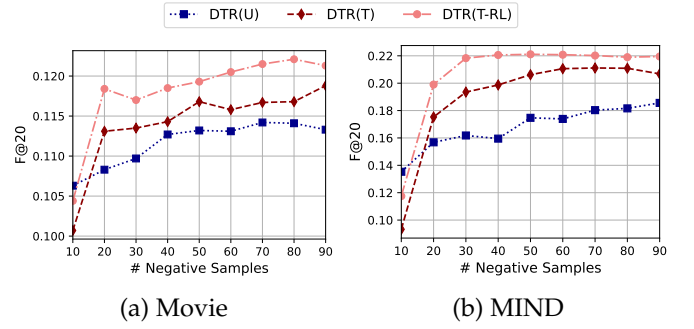 DTR(U) DTR(T) DTR(T-RL)
0.120
0.115
0.110
0.105
0.100
F@20
10 20 30 40 50 60 70 80 90
# Negative Samples
(a) Movie
0.22
0.20
0.18
0.16
0.14
0.12
0.10
F@20
10 20 30 40 50 60 70 80 90
# Negative Samples
(b) MIND